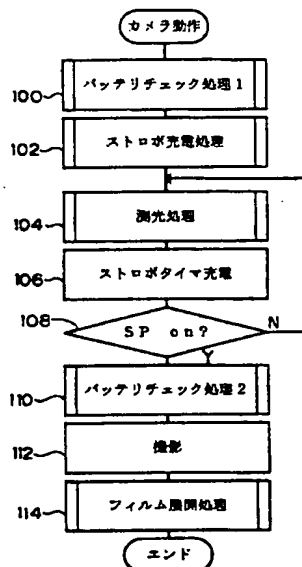 カメラ動作
100 バッテリチェック処理1
102 ストロボ充電処理
104 測光処理
106 ストロボタイマ充電
108 SP on? N
Y
110 バッテリチェック処理2
112 撮影
114 フィルム展開処理
エンド